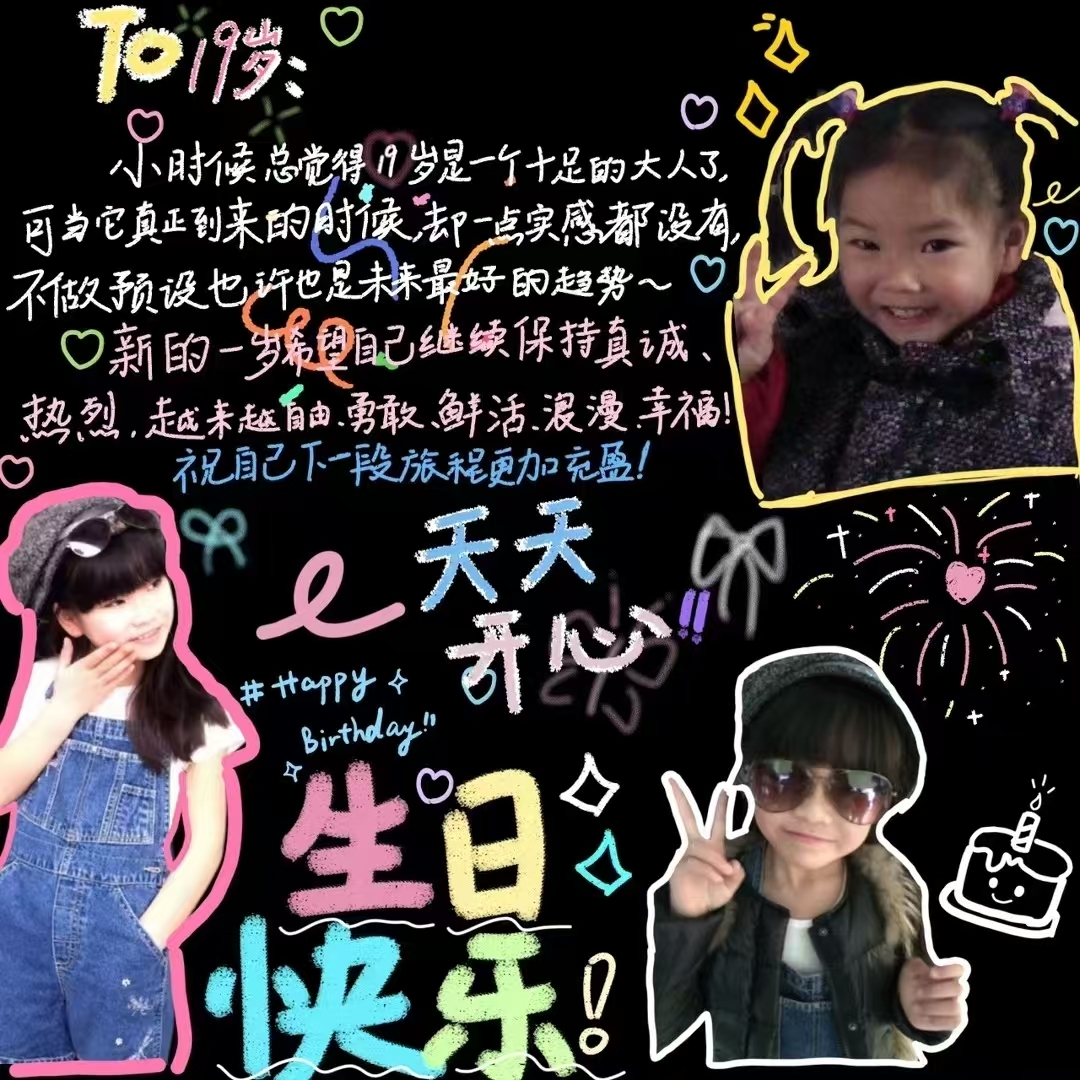 To 19岁:
小时候总觉得19岁是一个十足的大人了,
可当它真正到来的时候,却一点实感都没有,
不做预设也许也是未来最好的趋势~
新的一岁希望自己继续保持真诚、
热烈,越来越自由、勇敢、鲜活、浪漫、幸福!
祝自己下一段旅程更加充盈!
天天
开心!!
#Happy
Birthday!!
生日
快乐!